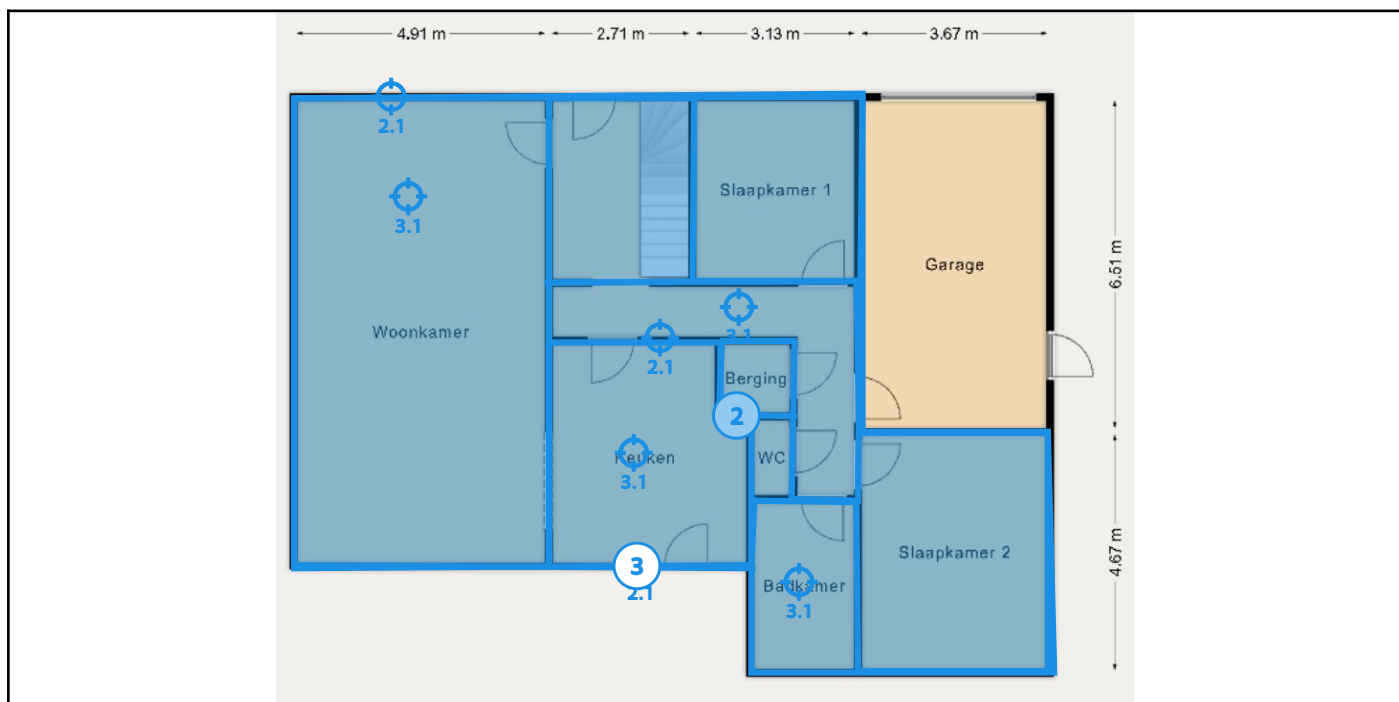 4.91 m 2.71 m 3.13 m 3.67 m
2.1
Slaapkamer 1
3.1
Garage
6.51 m
3.1
Woonkamer
2.1
Berging
2
Keuken
3.1
WC
Slaapkamer 2
4.67 m
3
2.1
Badkamer
3.1